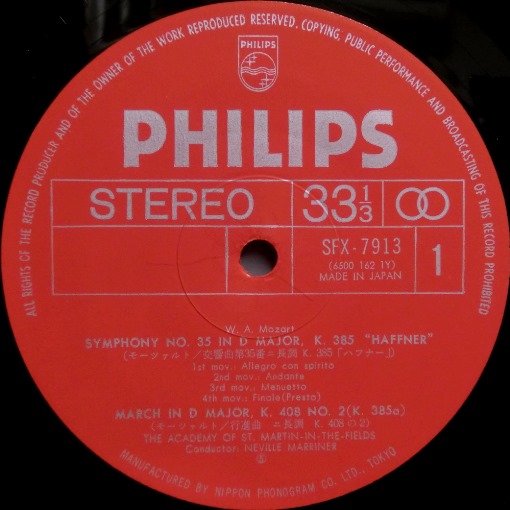 ALL RIGHTS OF THE RECORD PRODUCER AND OF THE OWNER OF THE WORK REPRODUCED RESERVED. COPYING, PUBLIC PERFORMANCE AND BROADCASTING OF THIS RECORD PROHIBITED
PHILIPS
PHILIPS
STEREO 33⅓
SFX-7913
(6500 162 1Y)
MADE IN JAPAN
1
W. A. Mozart
SYMPHONY NO. 35 IN D MAJOR, K. 385 "HAFFNER"
(モーツァルト/交響曲第35番ニ長調 K. 385「ハフナー」)
1st mov.: Allegro con spirito
2nd mov.: Andante
3rd mov.: Menuetto
4th mov.: Finale(Presto)
MARCH IN D MAJOR, K. 408 NO. 2(K. 385a)
(モーツァルト/行進曲 ニ長調 K. 408の2)
THE ACADEMY OF ST. MARTIN-IN-THE-FIELDS
Conductor: NEVILLE MARRINER
MANUFACTURED BY NIPPON PHONOGRAM CO. LTD., TOKYO